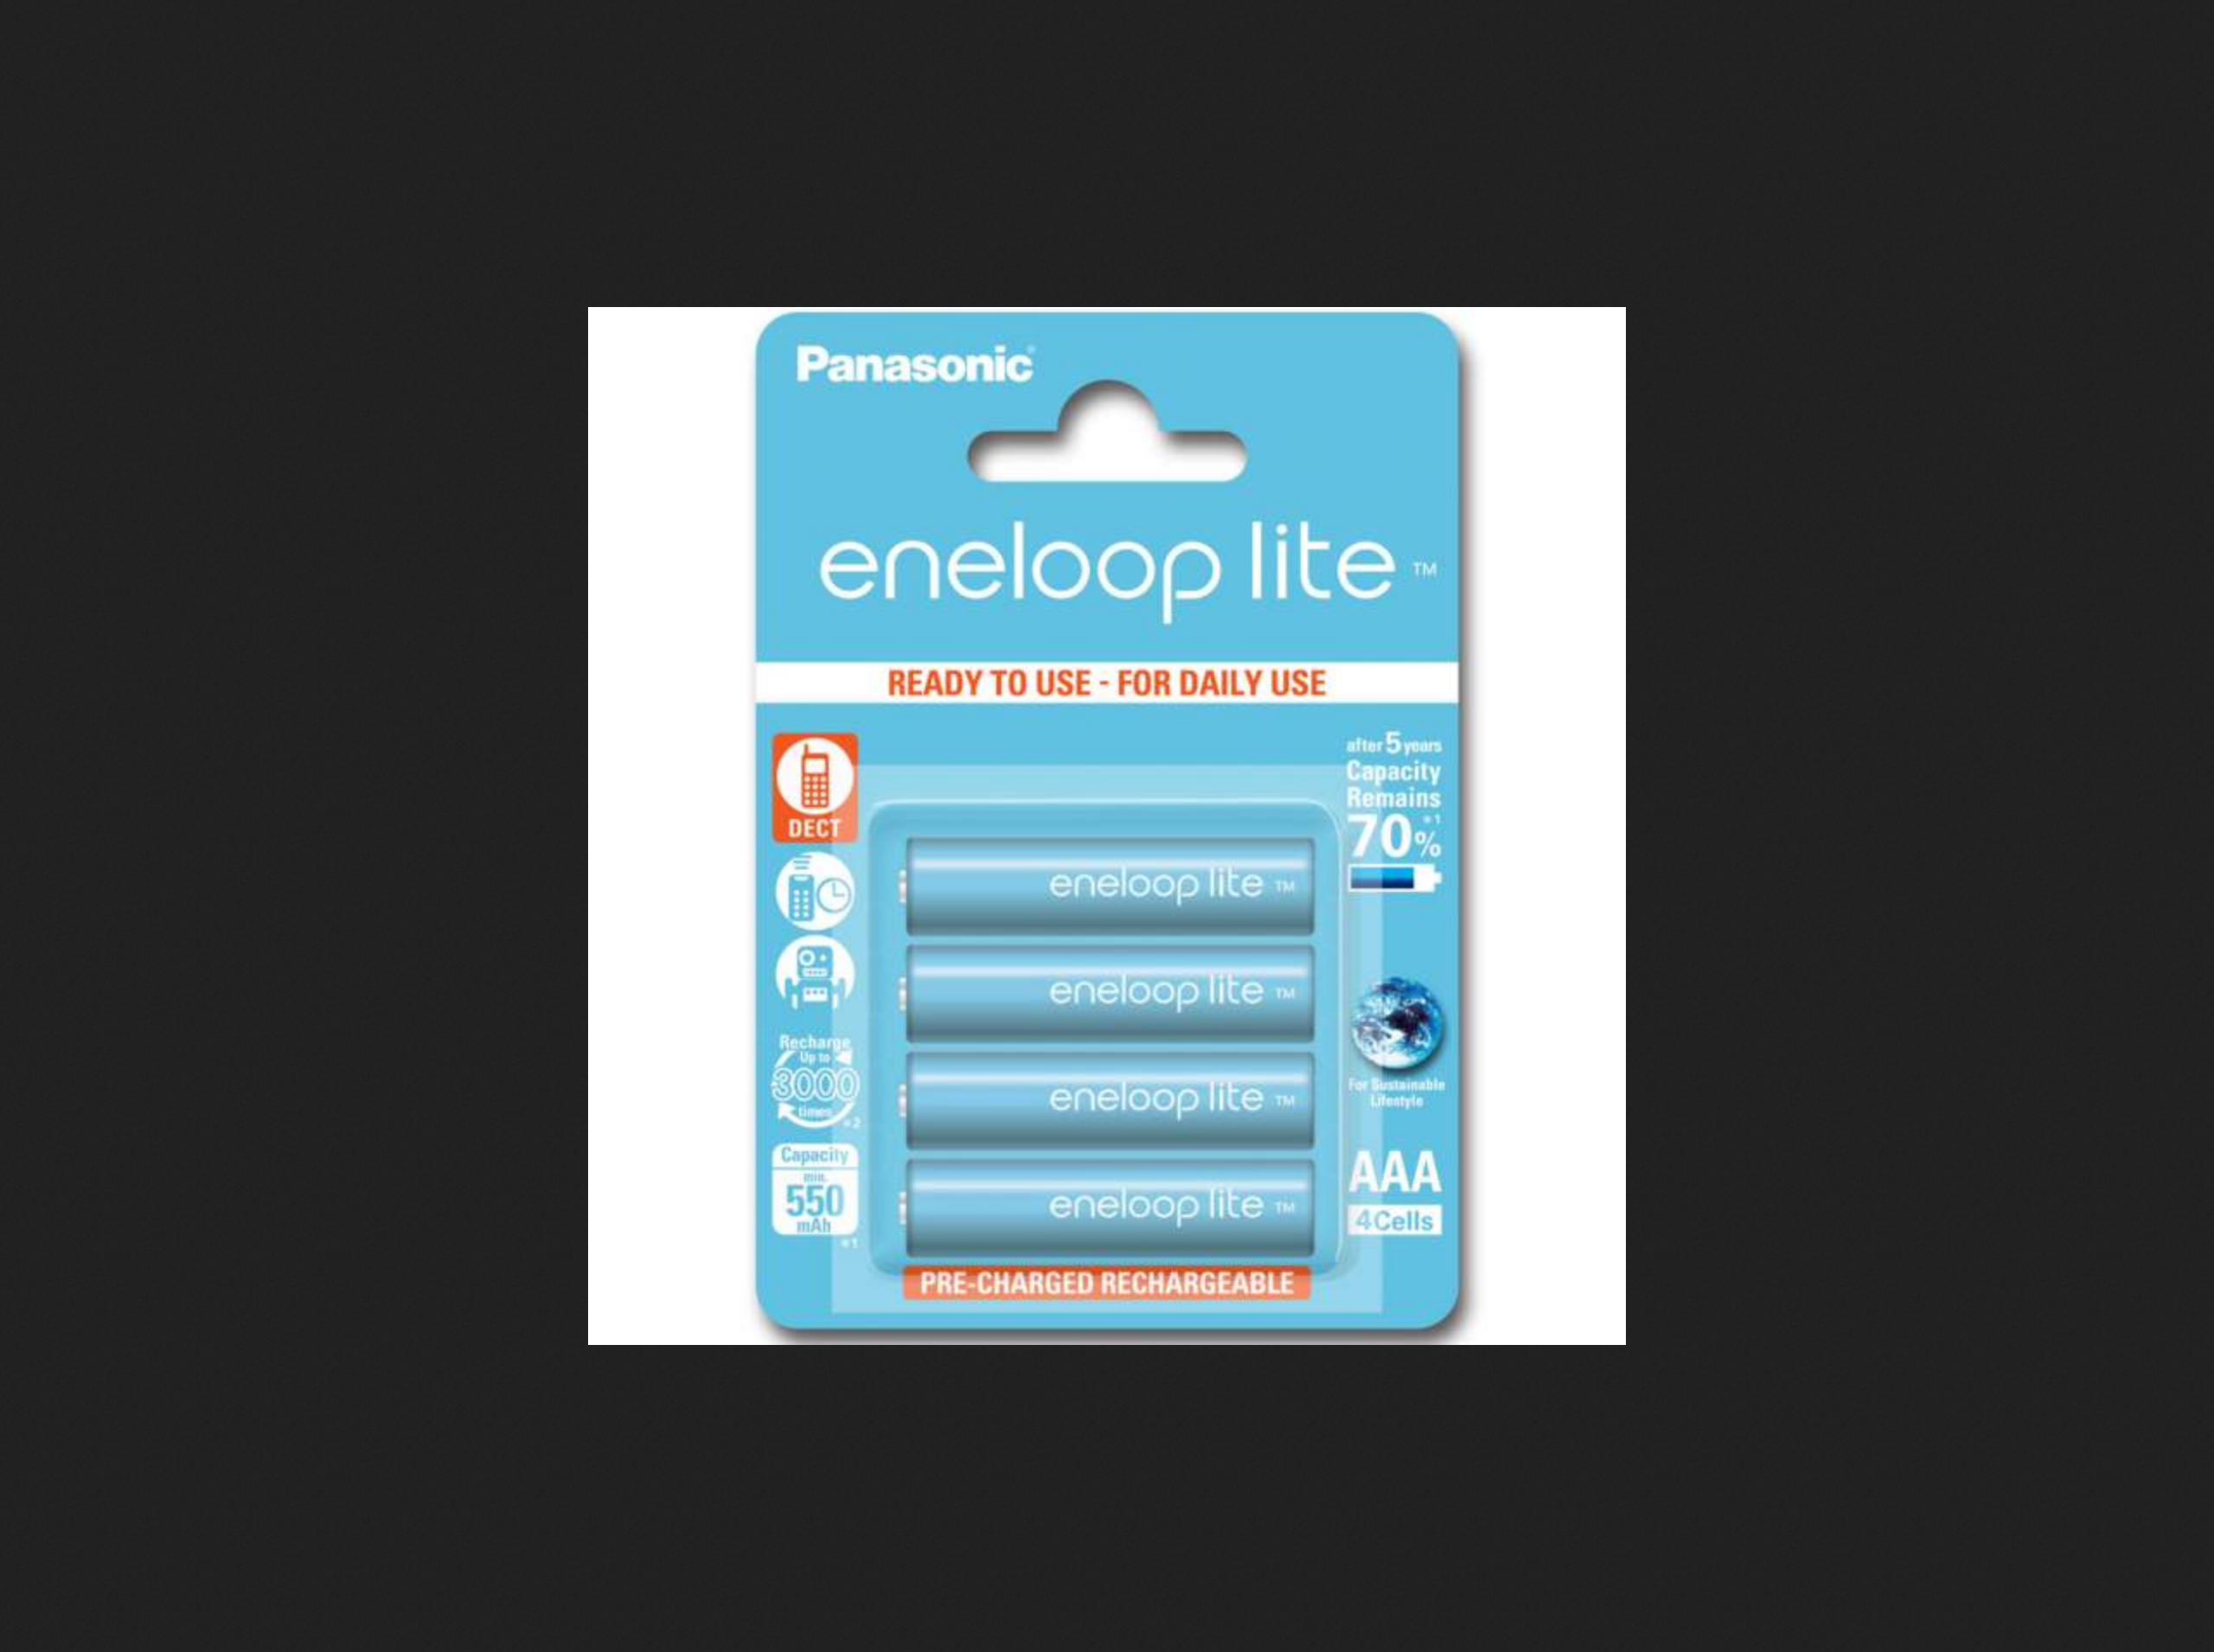 Panasonic®
eneloop lite™
READY TO USE - FOR DAILY USE
DECT
Recharge
Up to
3000
times
*2
Capacity
min.
550
mAh
*1
after 5 years
Capacity
Remains
70%*1
For Sustainable
Lifestyle
AAA
4Cells
eneloop lite™
eneloop lite™
eneloop lite™
eneloop lite™
PRE-CHARGED RECHARGEABLE